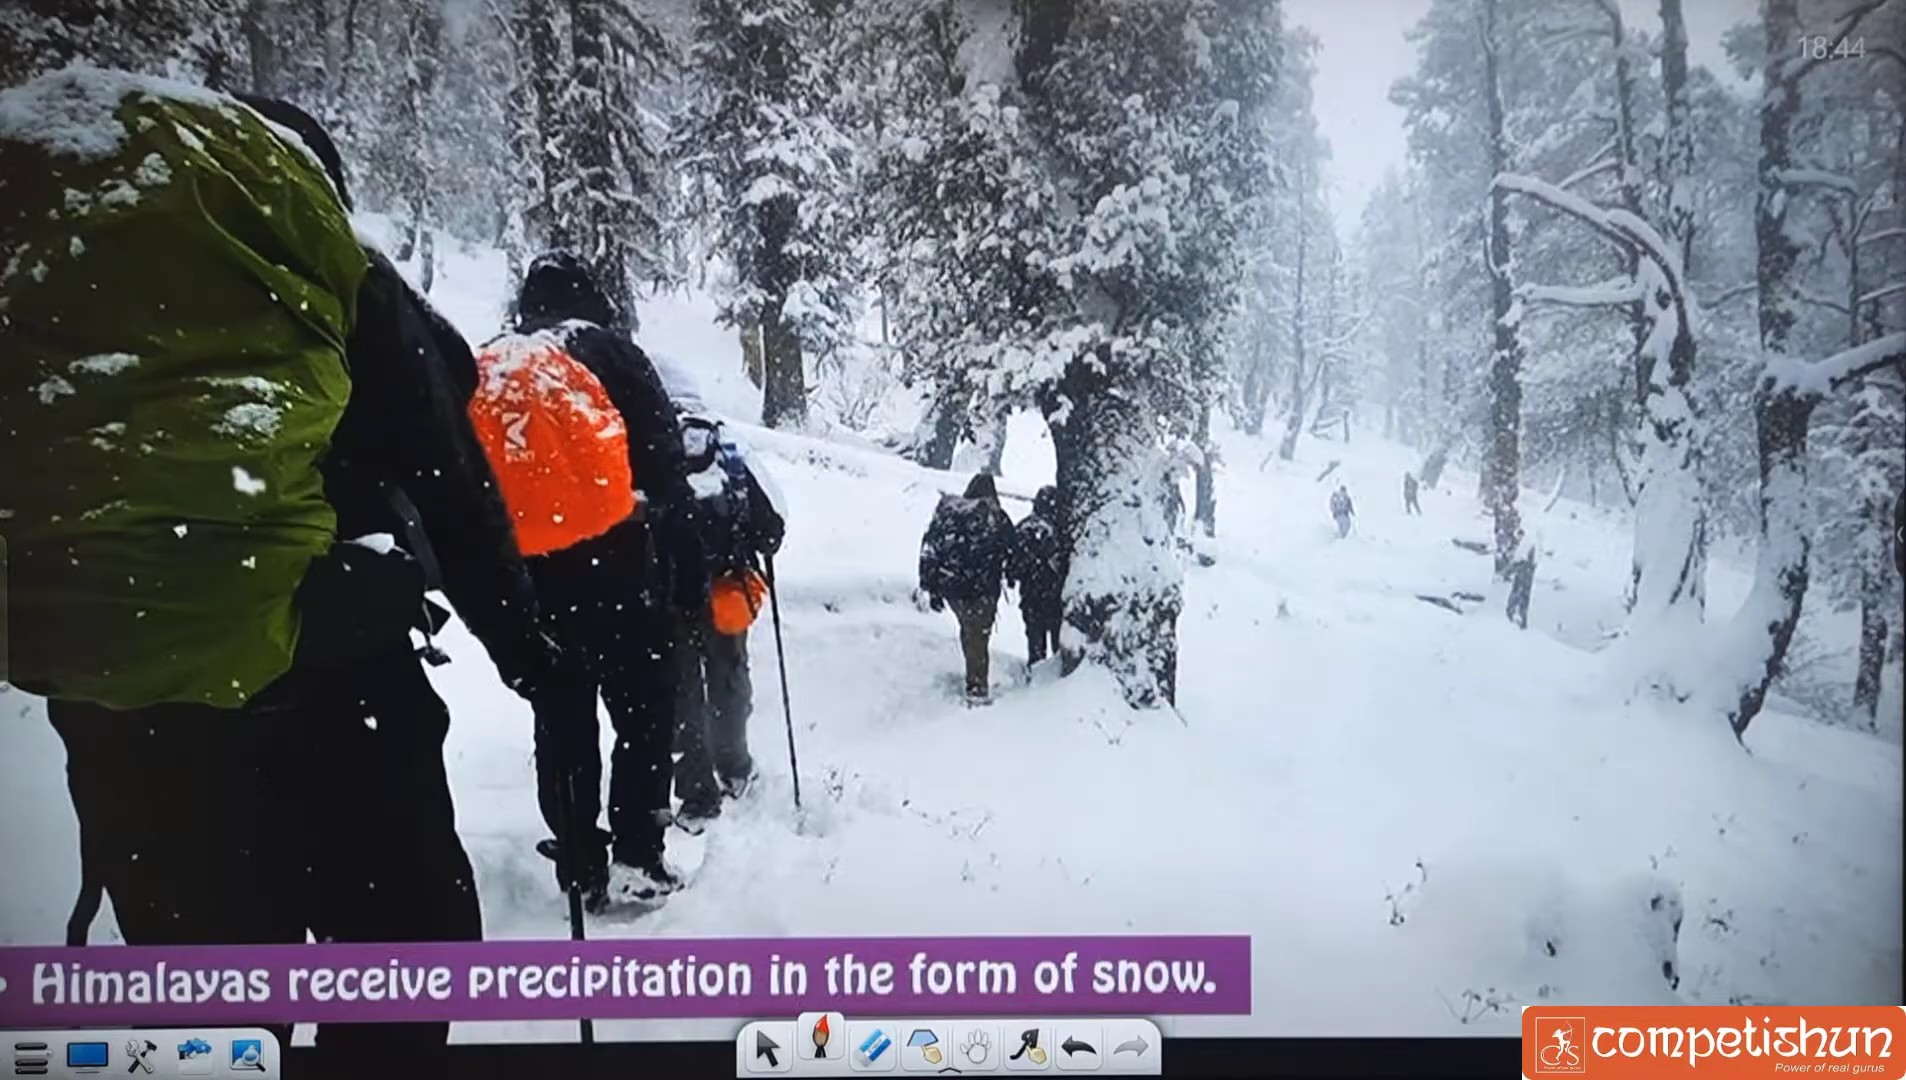 18:44
Himalayas receive precipitation in the form of snow.
competishun
Power of real gurus